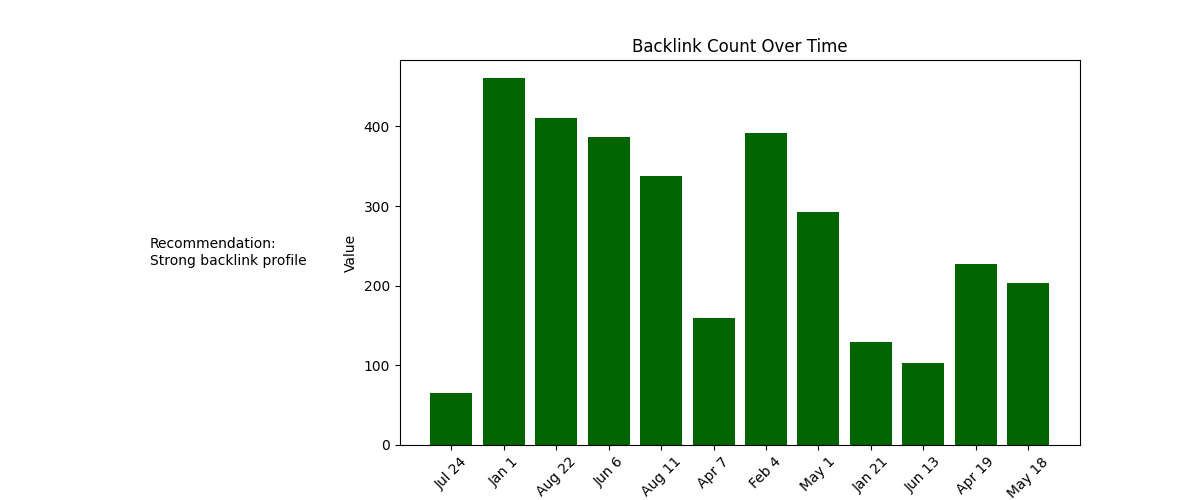 Backlink Count Over Time
Recommendation:
Strong backlink profile
Value
400
300
200
100
0
Jul 24
Jan 1
Aug 22
Jun 6
Aug 11
Apr 7
Feb 4
May 1
Jan 21
Jun 13
Apr 19
May 18